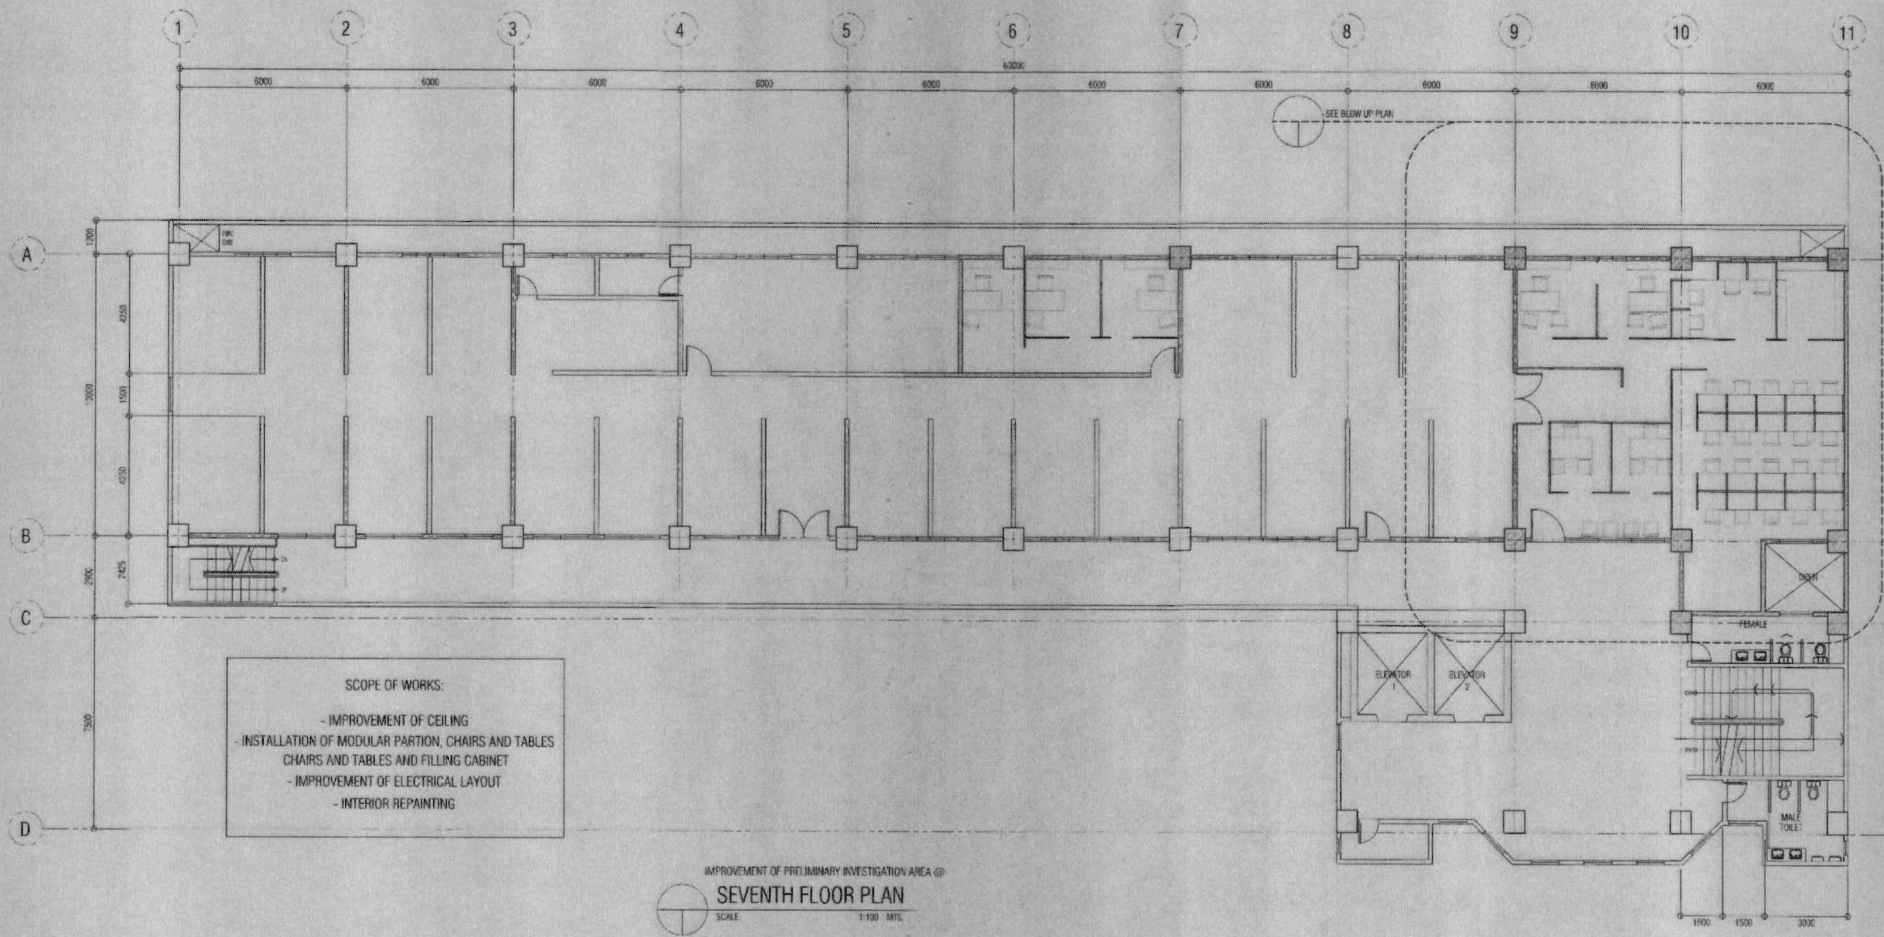 1 2 3 4 5 6 7 8 9 10 11
60000
6000 6000 6000 6000 6000 6000 6000 6000 6000 6000
SEE BLOW UP PLAN
A
1200
4250
10000
1500
4250
B
2900
2425
C
7500
D
OPEN
FEMALE
ELEVATOR
1
ELEVATOR
2
MALE
TOILET
UP
SCOPE OF WORKS:
- IMPROVEMENT OF CEILING
- INSTALLATION OF MODULAR PARTION, CHAIRS AND TABLES
CHAIRS AND TABLES AND FILLING CABINET
- IMPROVEMENT OF ELECTRICAL LAYOUT
- INTERIOR REPAINTING
IMPROVEMENT OF PRELIMINARY INVESTIGATION AREA @
SEVENTH FLOOR PLAN
SCALE 1:100 MTS.
1500 1500 3000